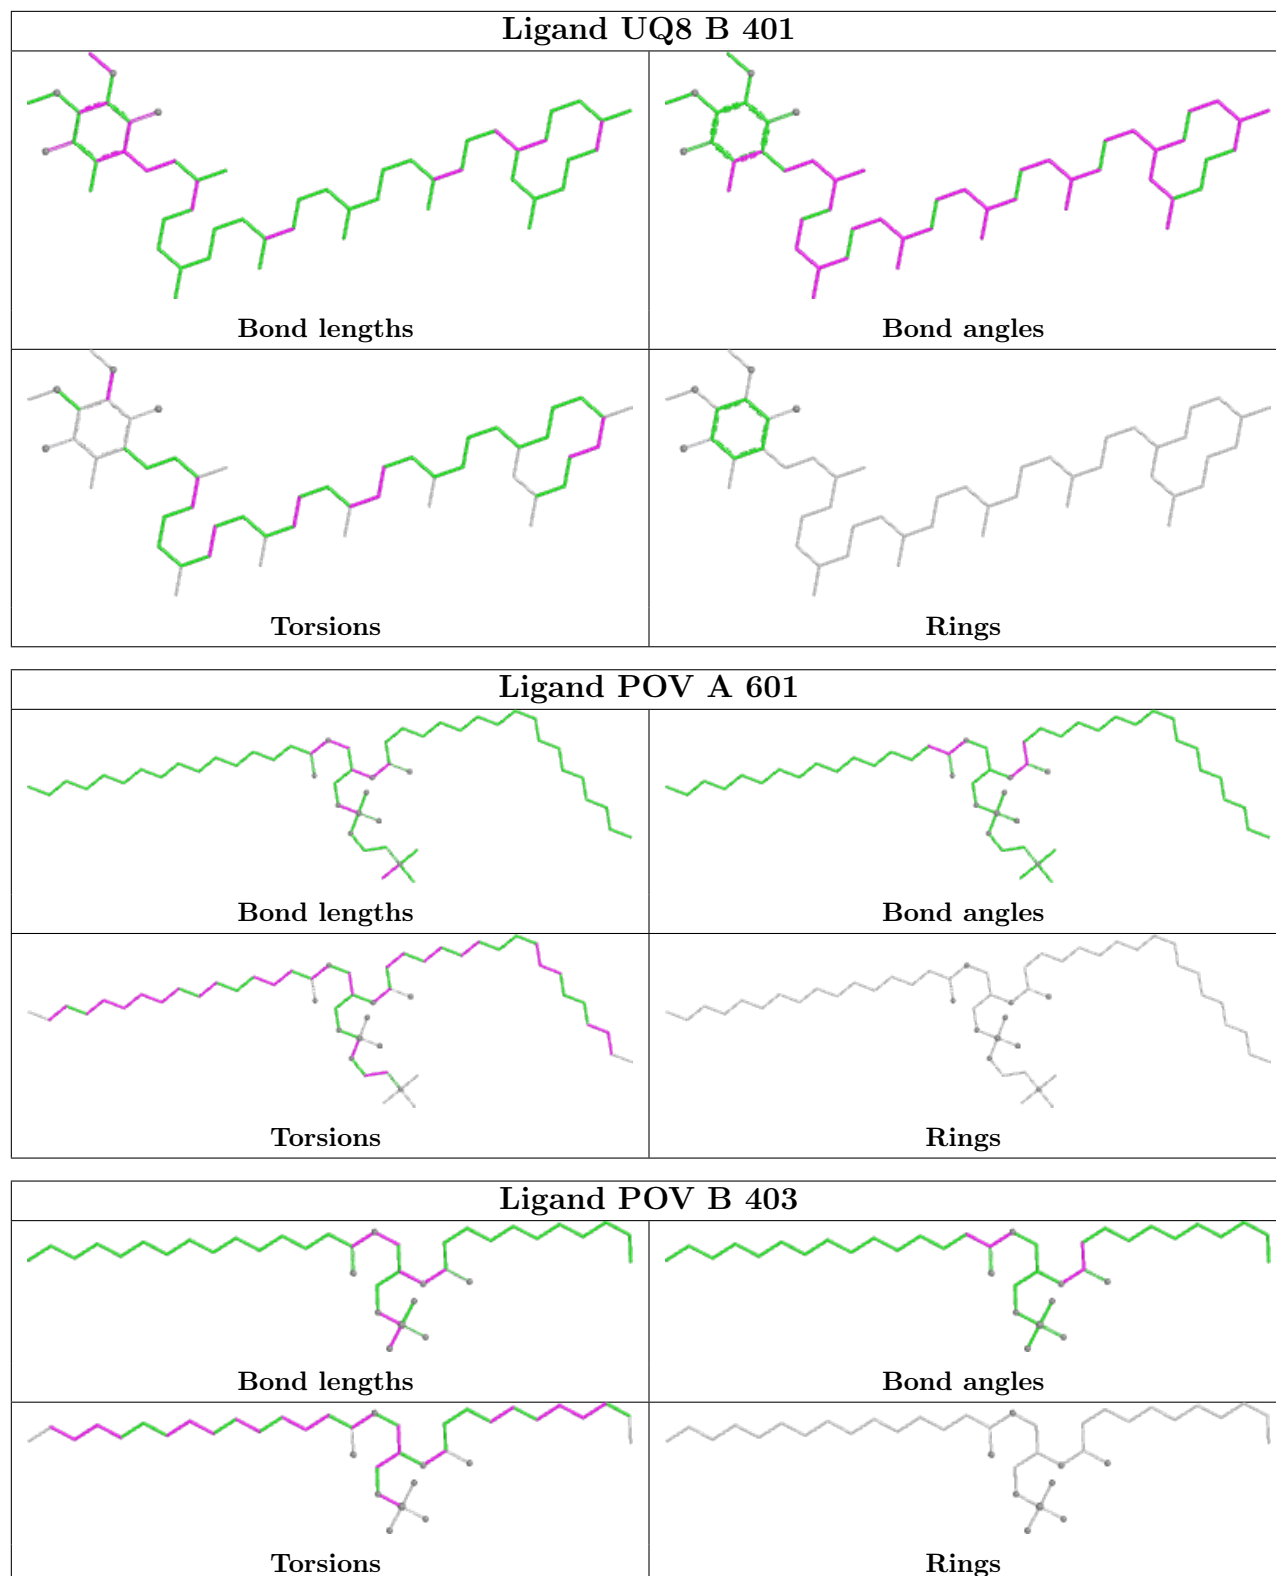 Ligand UQ8 B 401
Bond lengths
Bond angles
Torsions
Rings
Ligand POV A 601
Bond lengths
Bond angles
Torsions
Rings
Ligand POV B 403
Bond lengths
Bond angles
Torsions
Rings